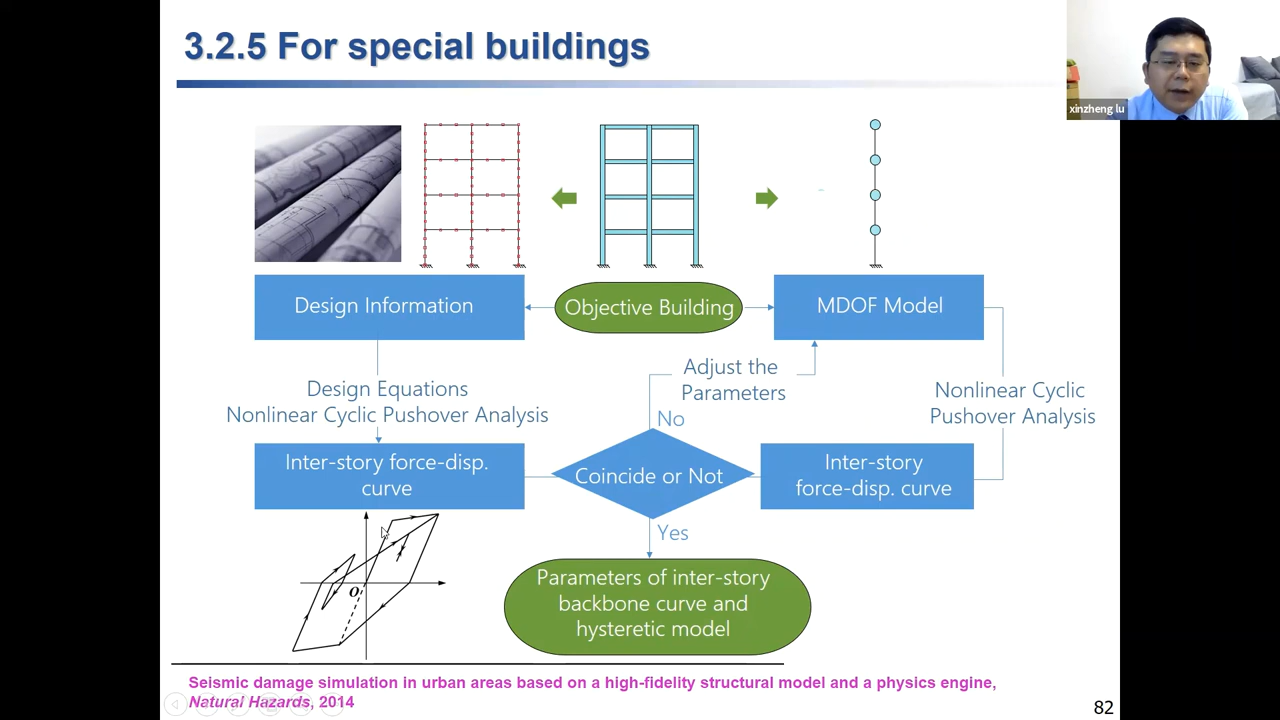 3.2.5 For special buildings
xinzheng lu
Design Information
Objective Building
MDOF Model
Adjust the
Parameters
Design Equations
Nonlinear Cyclic Pushover Analysis
Nonlinear Cyclic
Pushover Analysis
No
Inter-story force-disp.
curve
Coincide or Not
Inter-story
force-disp. curve
Yes
O
Parameters of inter-story
backbone curve and
hysteretic model
Seismic damage simulation in urban areas based on a high-fidelity structural model and a physics engine,
Natural Hazards, 2014
82